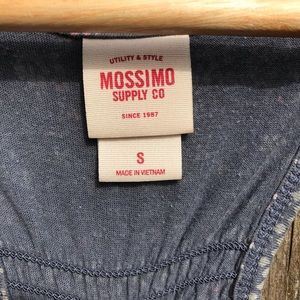 UTILITY & STYLE
MOSSIMO
SUPPLY CO
SINCE 1987
S
MADE IN VIETNAM